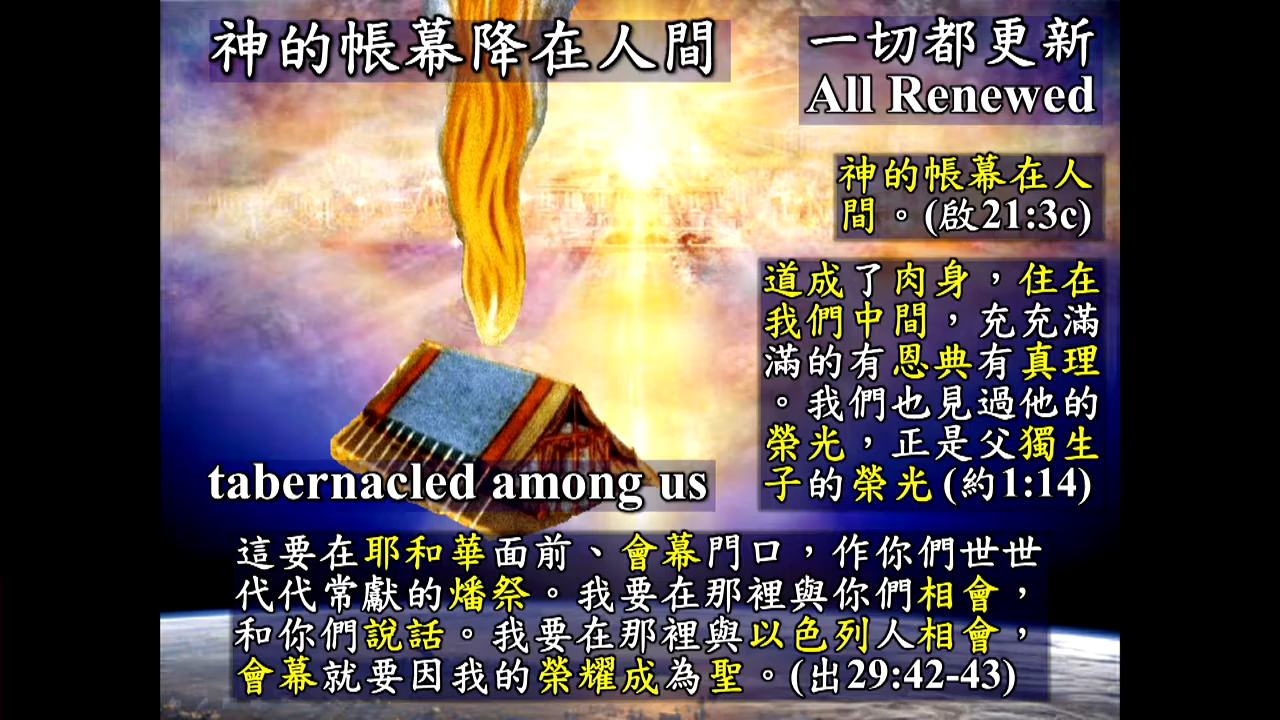 神的帳幕降在人間
一切都更新
All Renewed
神的帳幕在人
間。(啟21:3c)
道成了肉身，住在
我們中間，充充滿
滿的有恩典有真理
。我們也見過他的
榮光，正是父獨生
子的榮光(約1:14)
tabernacled among us
這要在耶和華面前、會幕門口，作你們世世
代代常獻的燔祭。我要在那裡與你們相會，
和你們說話。我要在那裡與以色列人相會，
會幕就要因我的榮耀成為聖。(出29:42-43)